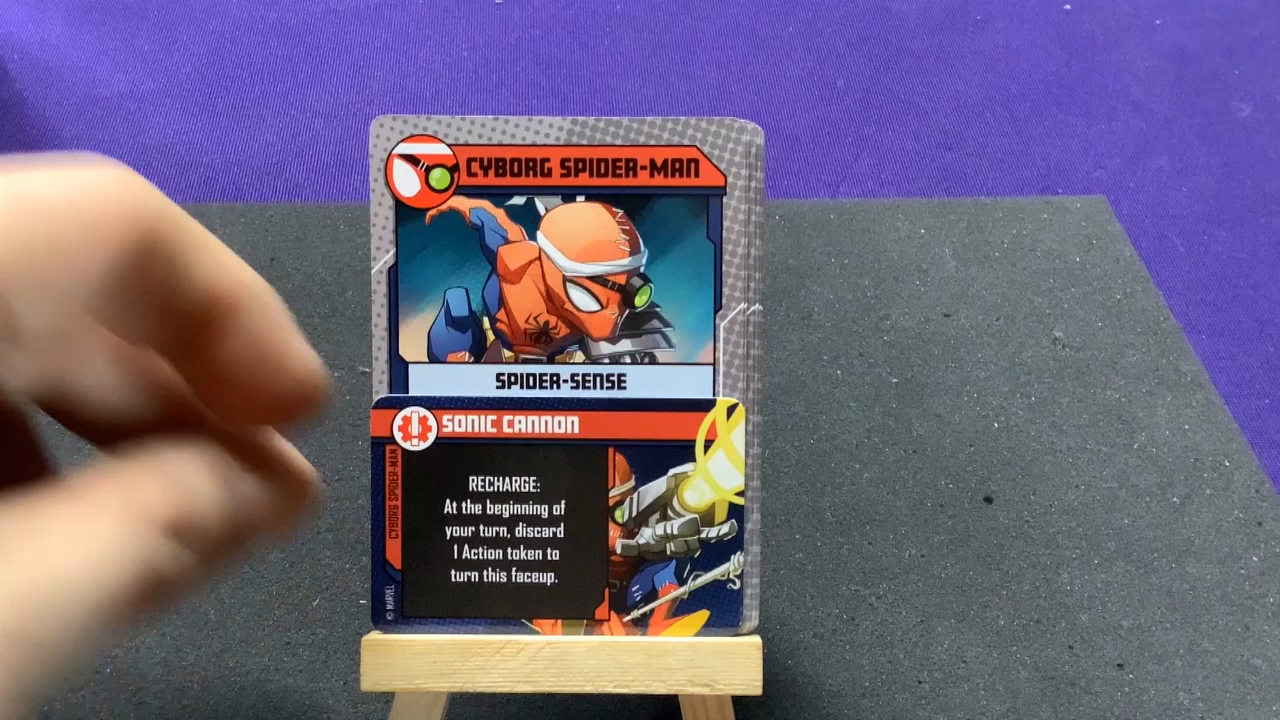 CYBORG SPIDER-MAN
SPIDER-SENSE
SONIC CANNON
CYBORG SPIDER-MAN
RECHARGE:
At the beginning of
your turn, discard
1 Action token to
turn this faceup.
© MARVEL